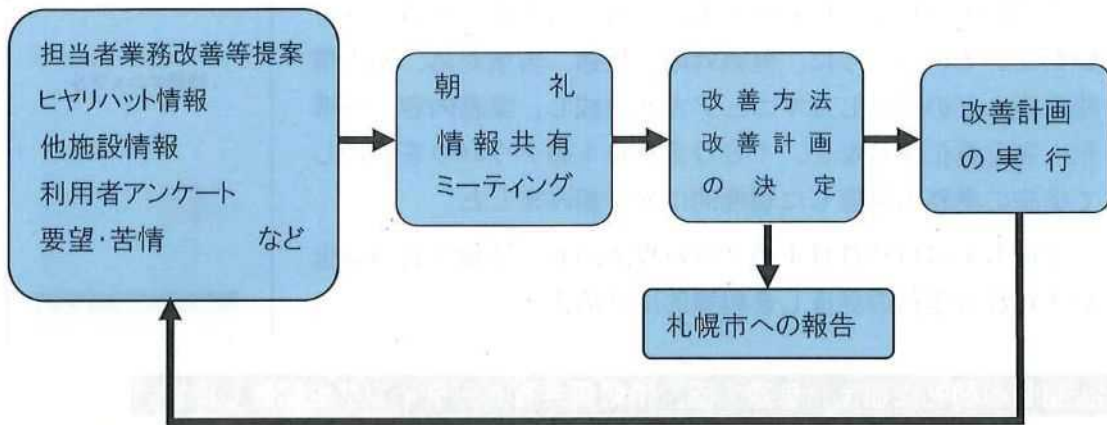 担当者業務改善等提案
ヒヤリハット情報
他施設情報
利用者アンケート
要望・苦情 など
朝礼
情報共有
ミーティング
改善方法
改善計画
の決定
改善計画
の実行
札幌市への報告